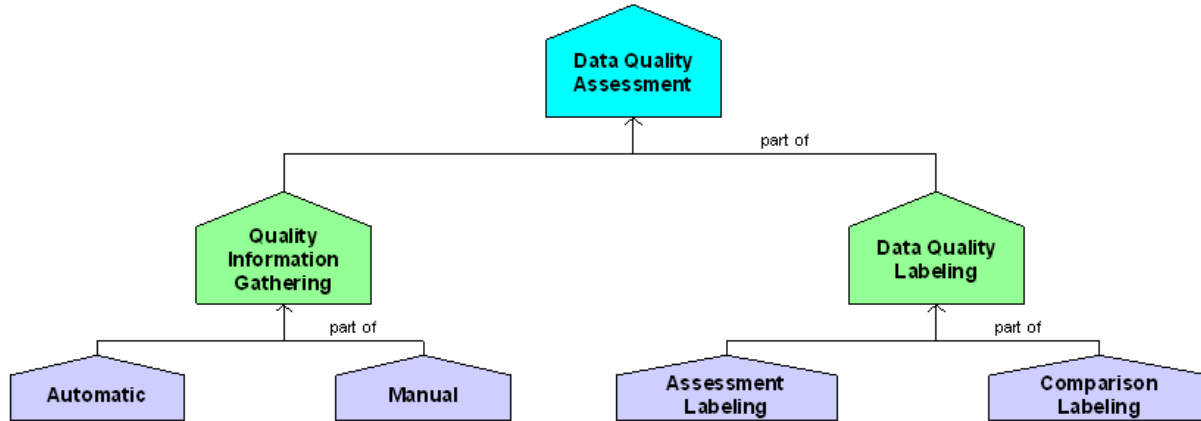 Data Quality
Assessment
part of
Quality
Information
Gathering
Data Quality
Labeling
part of
part of
Automatic
Manual
Assessment
Labeling
Comparison
Labeling